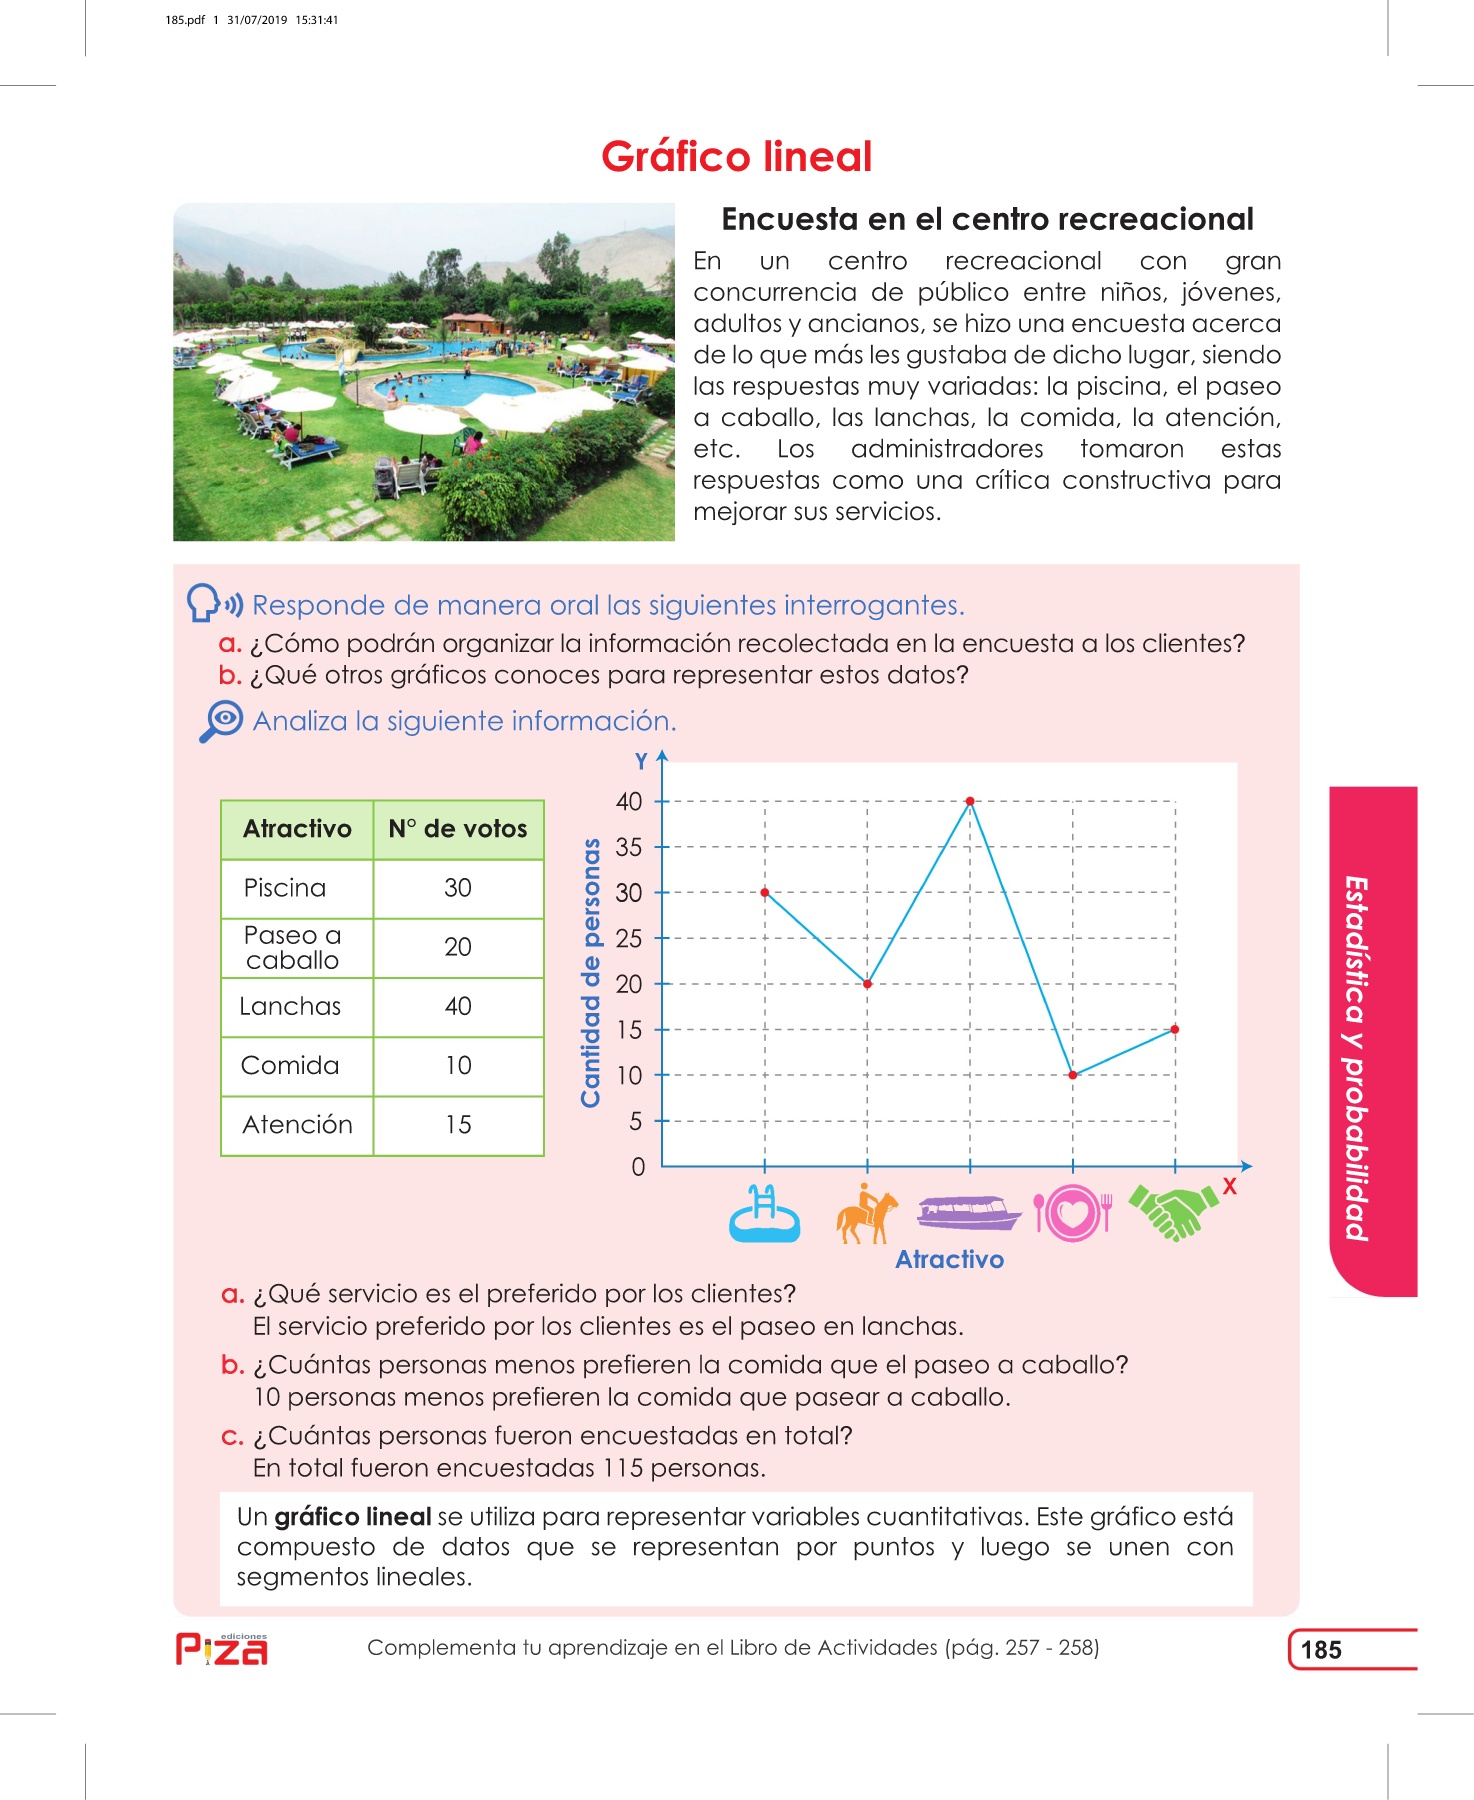 185.pdf 1 31/07/2019 15:31:41
Gráfico lineal
Encuesta en el centro recreacional
En un centro recreacional con gran
concurrencia de público entre niños, jóvenes,
adultos y ancianos, se hizo una encuesta acerca
de lo que más les gustaba de dicho lugar, siendo
las respuestas muy variadas: la piscina, el paseo
a caballo, las lanchas, la comida, la atención,
etc. Los administradores tomaron estas
respuestas como una crítica constructiva para
mejorar sus servicios.
Responde de manera oral las siguientes interrogantes.
a. ¿Cómo podrán organizar la información recolectada en la encuesta a los clientes?
b. ¿Qué otros gráficos conoces para representar estos datos?
Analiza la siguiente información.
Atractivo N° de votos
Piscina 30
Paseo a
caballo 20
Lanchas 40
Comida 10
Atención 15
Y
Cantidad de personas
40
35
30
25
20
15
10
5
0
X
Atractivo
a. ¿Qué servicio es el preferido por los clientes?
El servicio preferido por los clientes es el paseo en lanchas.
b. ¿Cuántas personas menos prefieren la comida que el paseo a caballo?
10 personas menos prefieren la comida que pasear a caballo.
c. ¿Cuántas personas fueron encuestadas en total?
En total fueron encuestadas 115 personas.
Un gráfico lineal se utiliza para representar variables cuantitativas. Este gráfico está
compuesto de datos que se representan por puntos y luego se unen con
segmentos lineales.
Estadística y probabilidad
ediciones
PIZA
Complementa tu aprendizaje en el Libro de Actividades (pág. 257 - 258)
185